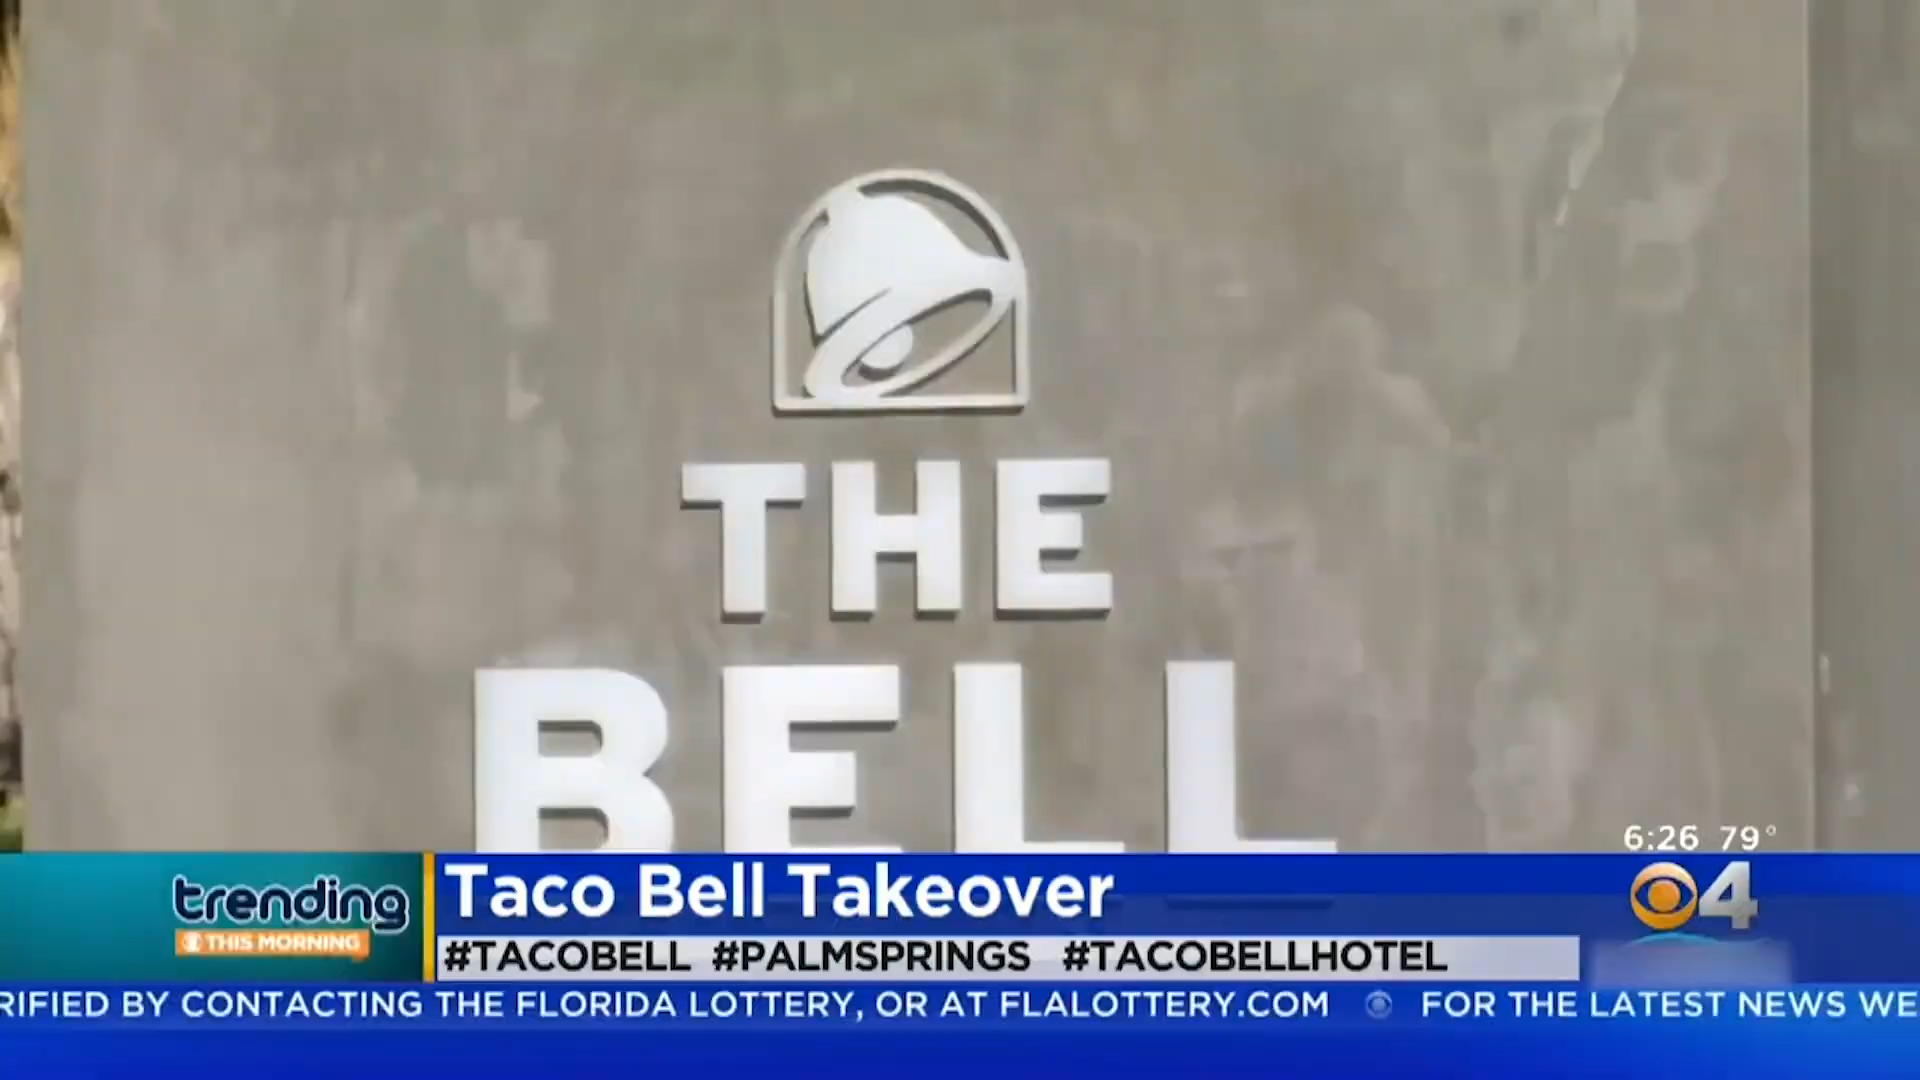 THE
BELL
6:26 79°
4
trending
THIS MORNING
Taco Bell Takeover
#TACOBELL #PALMSPRINGS #TACOBELLHOTEL
RIFIED BY CONTACTING THE FLORIDA LOTTERY, OR AT FLALOTTERY.COM FOR THE LATEST NEWS WE